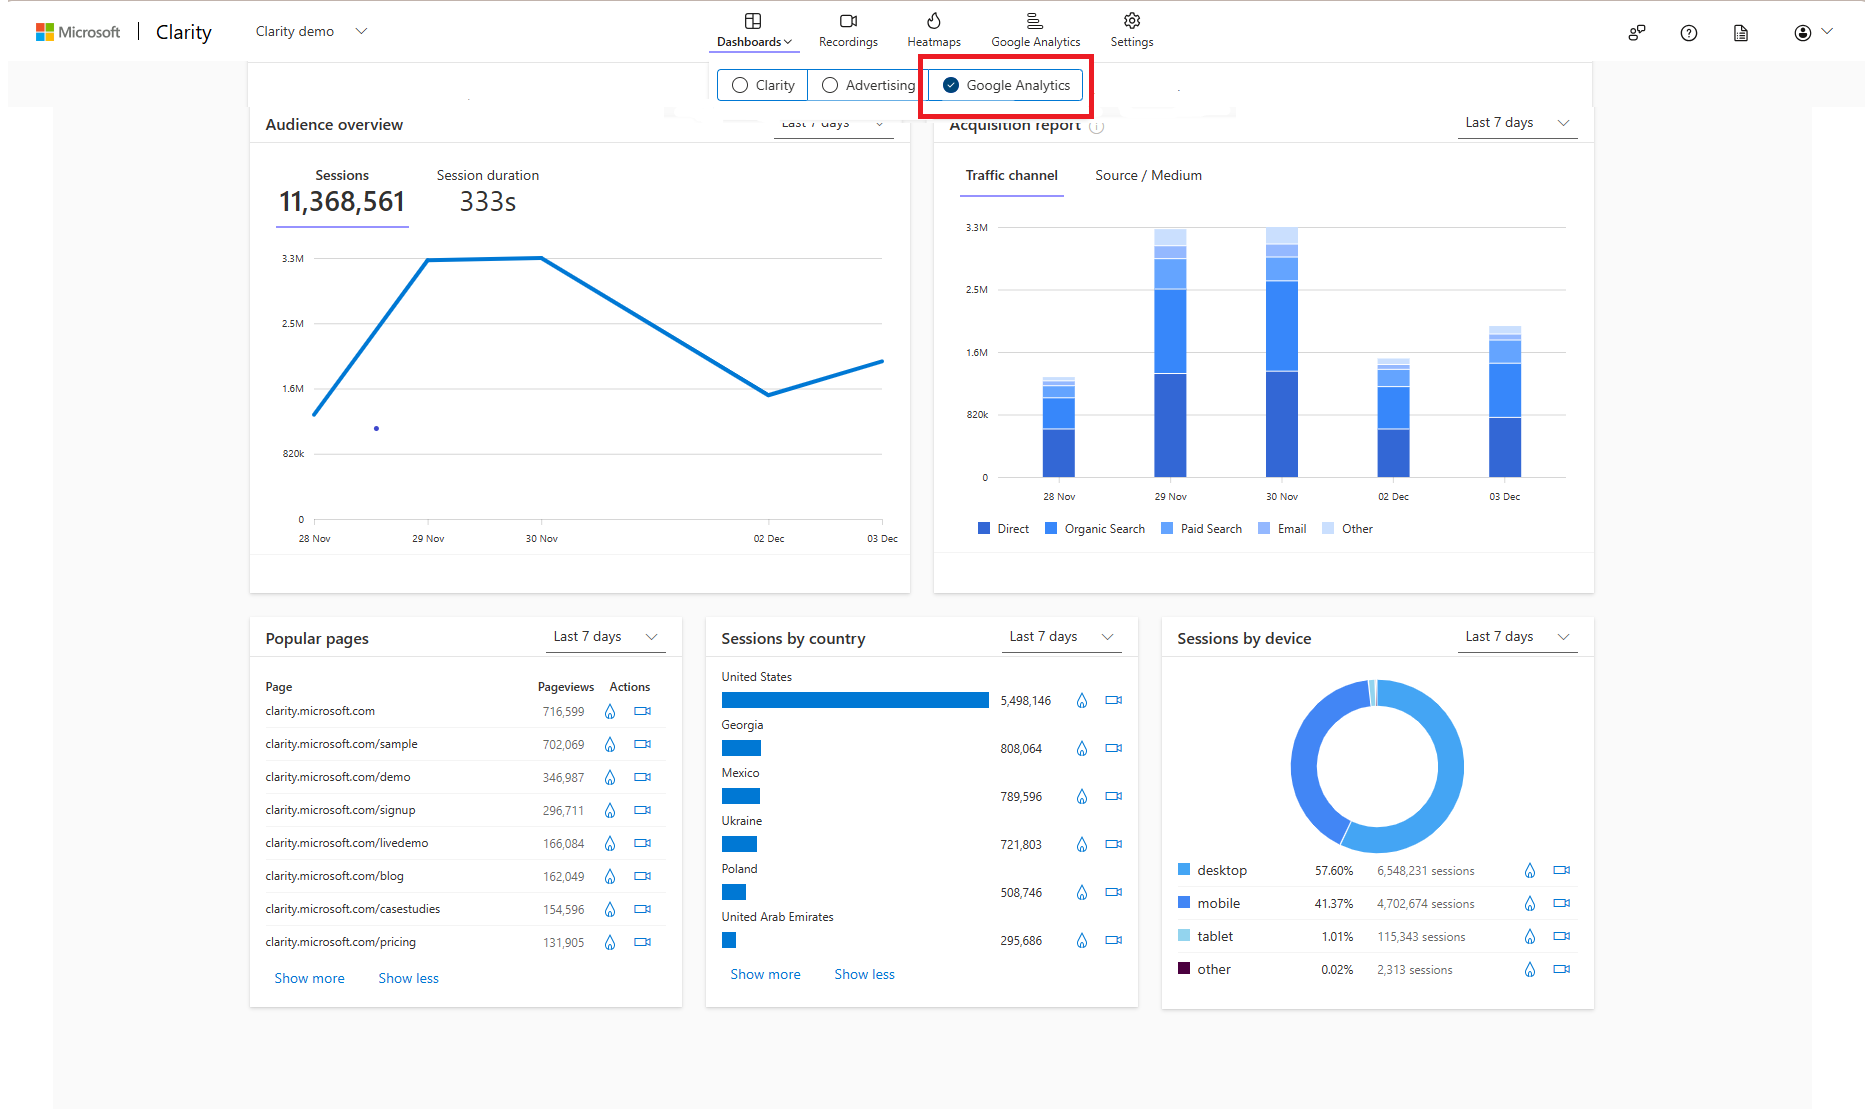 Microsoft | Clarity Clarity demo
Dashboards Recordings Heatmaps Google Analytics Settings
Clarity Advertising Google Analytics
Audience overview Last 7 days
Sessions Session duration
11,368,561 333s
3.3M
2.5M
1.6M
820k
0
28 Nov 29 Nov 30 Nov 02 Dec 03 Dec
Acquisition report Last 7 days
Traffic channel Source / Medium
3.3M
2.5M
1.6M
820k
0
28 Nov 29 Nov 30 Nov 02 Dec 03 Dec
Direct Organic Search Paid Search Email Other
Popular pages Last 7 days
Page Pageviews Actions
clarity.microsoft.com 716,599
clarity.microsoft.com/sample 702,069
clarity.microsoft.com/demo 346,987
clarity.microsoft.com/signup 296,711
clarity.microsoft.com/livedemo 166,084
clarity.microsoft.com/blog 162,049
clarity.microsoft.com/casestudies 154,596
clarity.microsoft.com/pricing 131,905
Show more Show less
Sessions by country Last 7 days
United States
5,498,146
Georgia
808,064
Mexico
789,596
Ukraine
721,803
Poland
508,746
United Arab Emirates
295,686
Show more Show less
Sessions by device Last 7 days
desktop 57.60% 6,548,231 sessions
mobile 41.37% 4,702,674 sessions
tablet 1.01% 115,343 sessions
other 0.02% 2,313 sessions